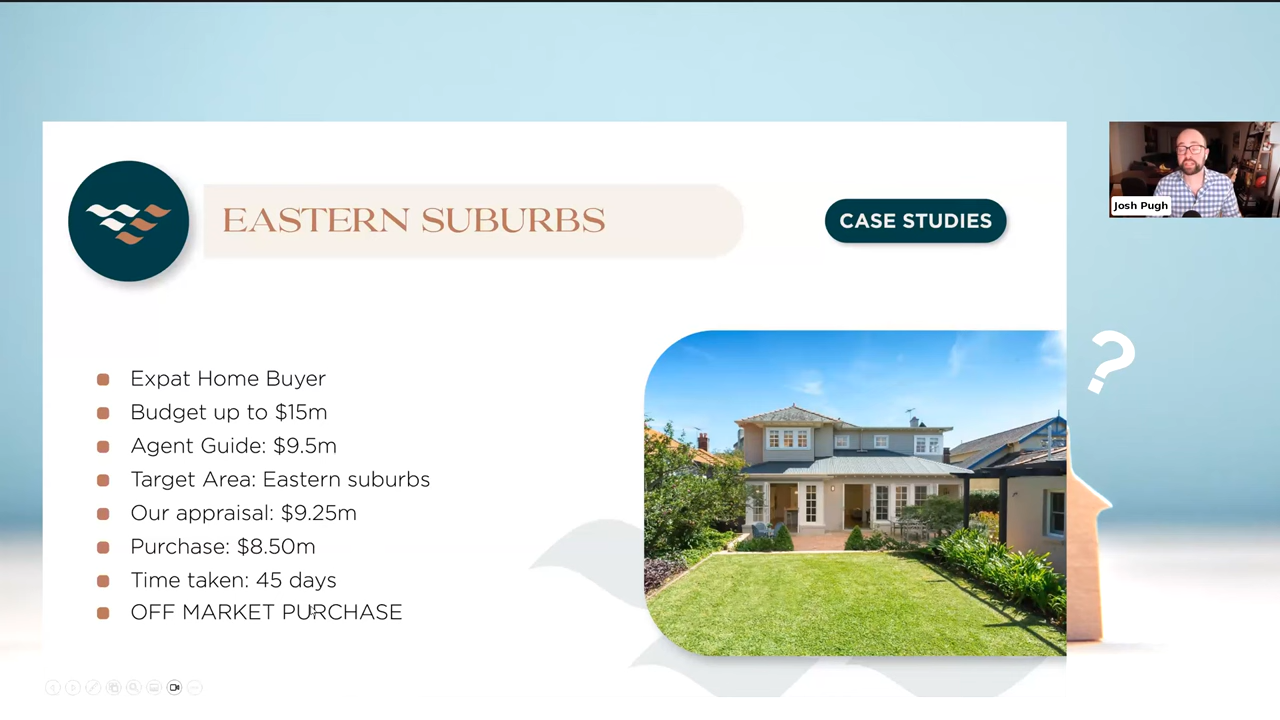 EASTERN SUBURBS
CASE STUDIES
Josh Pugh
?
Expat Home Buyer
Budget up to $15m
Agent Guide: $9.5m
Target Area: Eastern suburbs
Our appraisal: $9.25m
Purchase: $8.50m
Time taken: 45 days
OFF MARKET PURCHASE